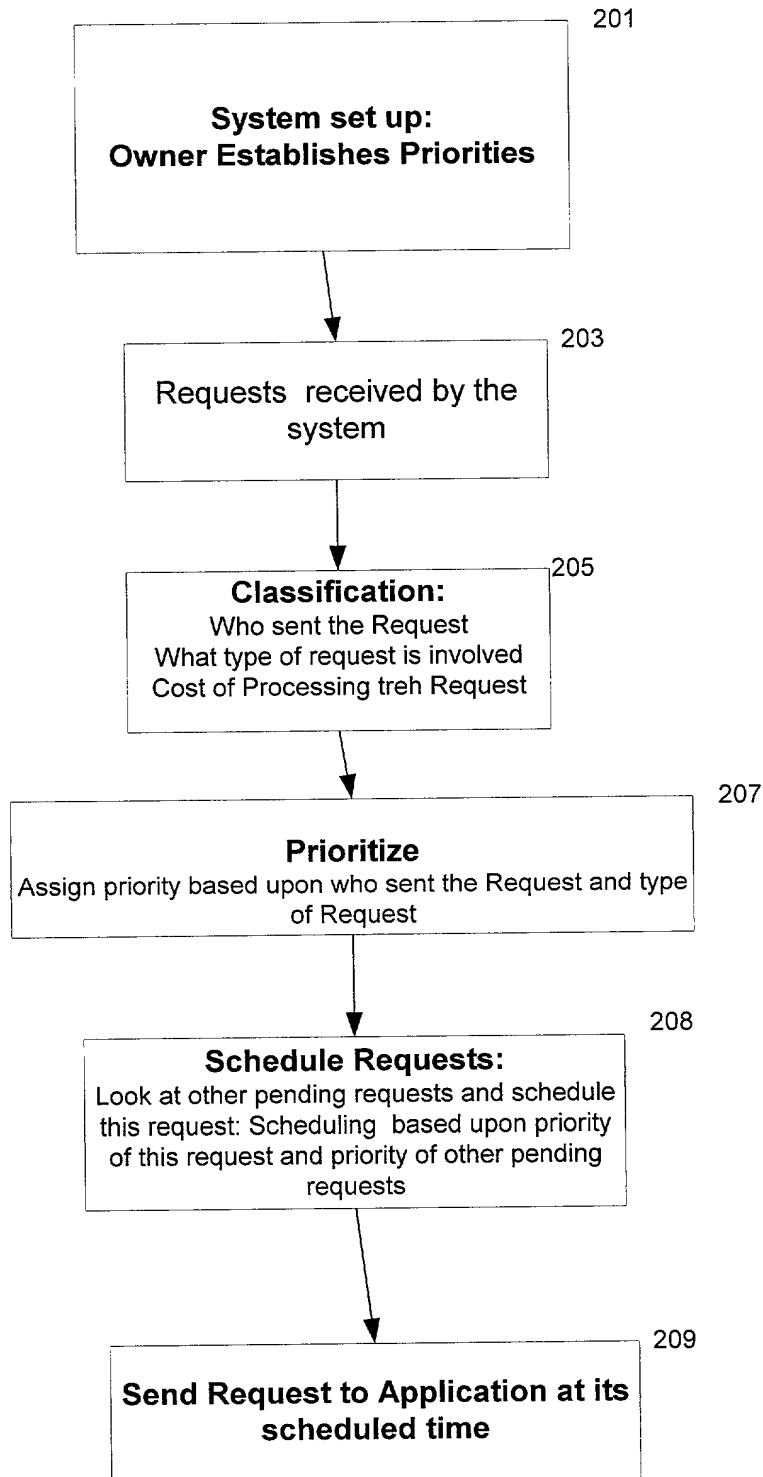 201
System set up:
Owner Establishes Priorities
203
Requests received by the
system
205
Classification:
Who sent the Request
What type of request is involved
Cost of Processing treh Request
207
Prioritize
Assign priority based upon who sent the Request and type
of Request
208
Schedule Requests:
Look at other pending requests and schedule
this request: Scheduling based upon priority
of this request and priority of other pending
requests
209
Send Request to Application at its
scheduled time